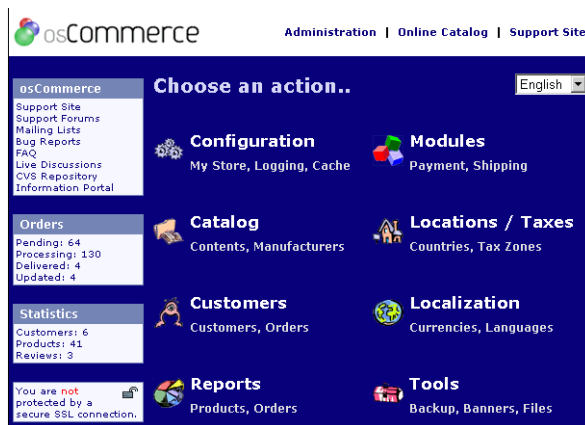 osCommerce
Administration | Online Catalog | Support Site
osCommerce
Support Site
Support Forums
Mailing Lists
Bug Reports
FAQ
Live Discussions
CVS Repository
Information Portal
Orders
Pending: 64
Processing: 130
Delivered: 4
Updated: 4
Statistics
Customers: 6
Products: 41
Reviews: 3
You are not
protected by a
secure SSL connection.
Choose an action..
English
Configuration
My Store, Logging, Cache
Modules
Payment, Shipping
Catalog
Contents, Manufacturers
Locations / Taxes
Countries, Tax Zones
Customers
Customers, Orders
Localization
Currencies, Languages
Reports
Products, Orders
Tools
Backup, Banners, Files